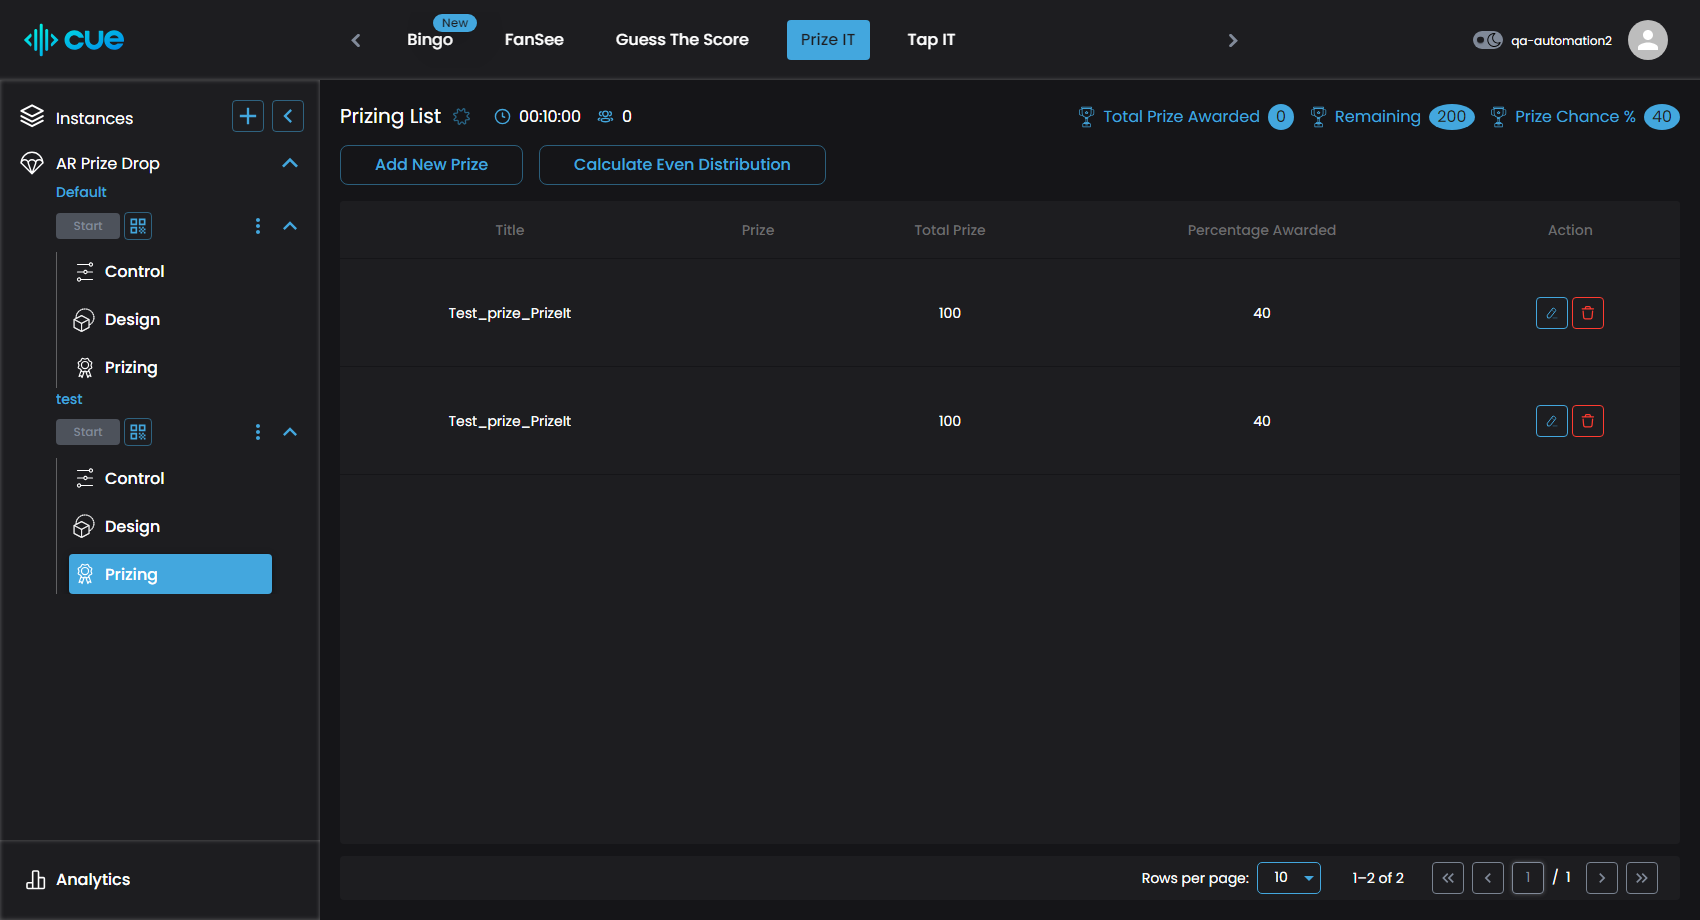 cue
Bingo New FanSee Guess The Score Prize IT Tap IT
qa-automation2
Instances
AR Prize Drop
Default
Start
Control
Design
Prizing
test
Start
Control
Design
Prizing
Analytics
Prizing List 00:10:00 0
Total Prize Awarded 0 Remaining 200 Prize Chance % 40
Add New Prize Calculate Even Distribution
Title Prize Total Prize Percentage Awarded Action
Test_prize_PrizeIt 100 40
Test_prize_PrizeIt 100 40
Rows per page: 10 1–2 of 2 1 / 1